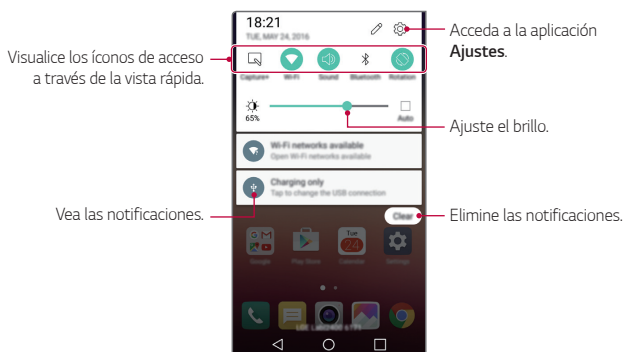 18:21
TUE, MAY 24, 2016
Acceda a la aplicación
Ajustes.
Visualice los íconos de acceso
a través de la vista rápida.
Capture+ Wi-Fi Sound Bluetooth Rotation
65%
Auto
Ajuste el brillo.
Wi-Fi networks available
Open Wi-Fi networks available
Charging only
Tap to change the USB connection
Vea las notificaciones.
Clear
Elimine las notificaciones.
Tue
24
Google Play Store Calendar Settings